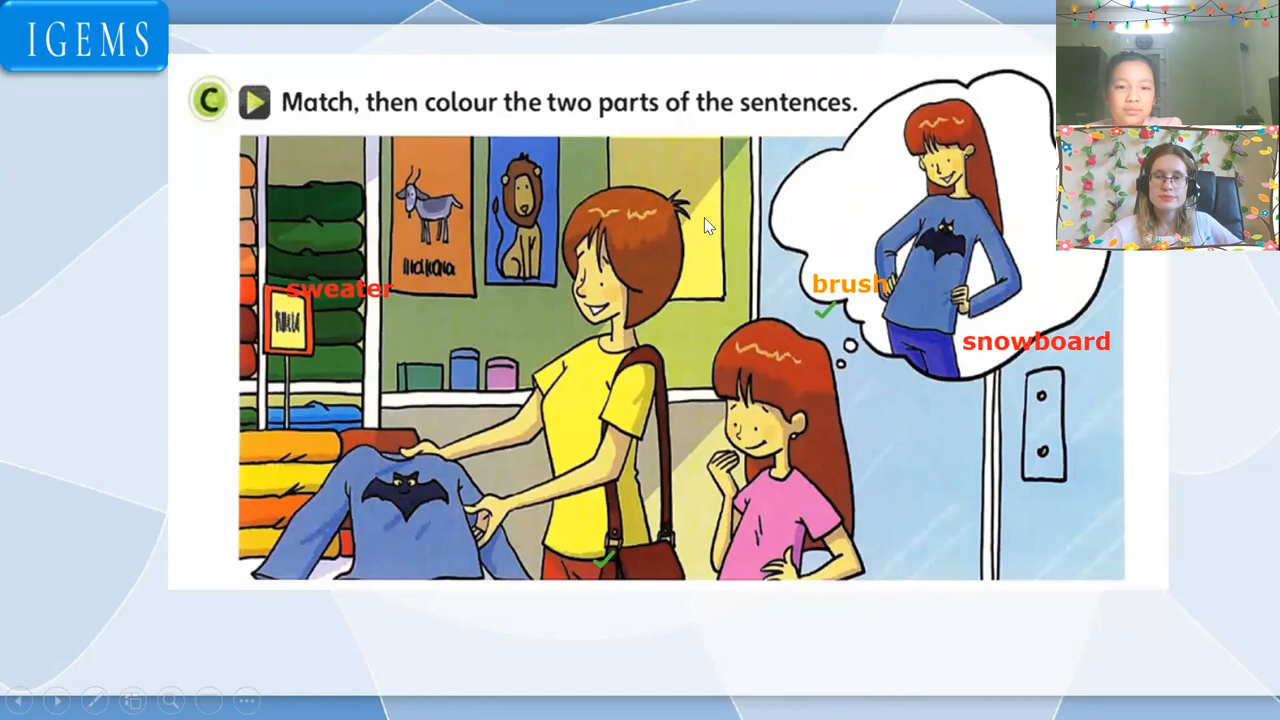 IGEMS
C Match, then colour the two parts of the sentences.
sweater
brush
snowboard